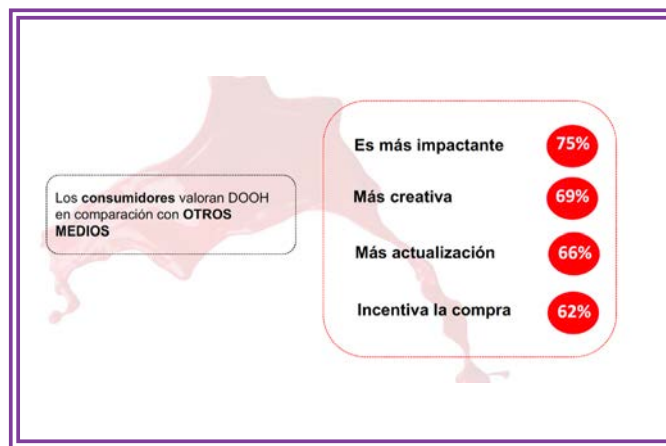 Los consumidores valoran DOOH
en comparación con OTROS
MEDIOS
Es más impactante 75%
Más creativa 69%
Más actualización 66%
Incentiva la compra 62%